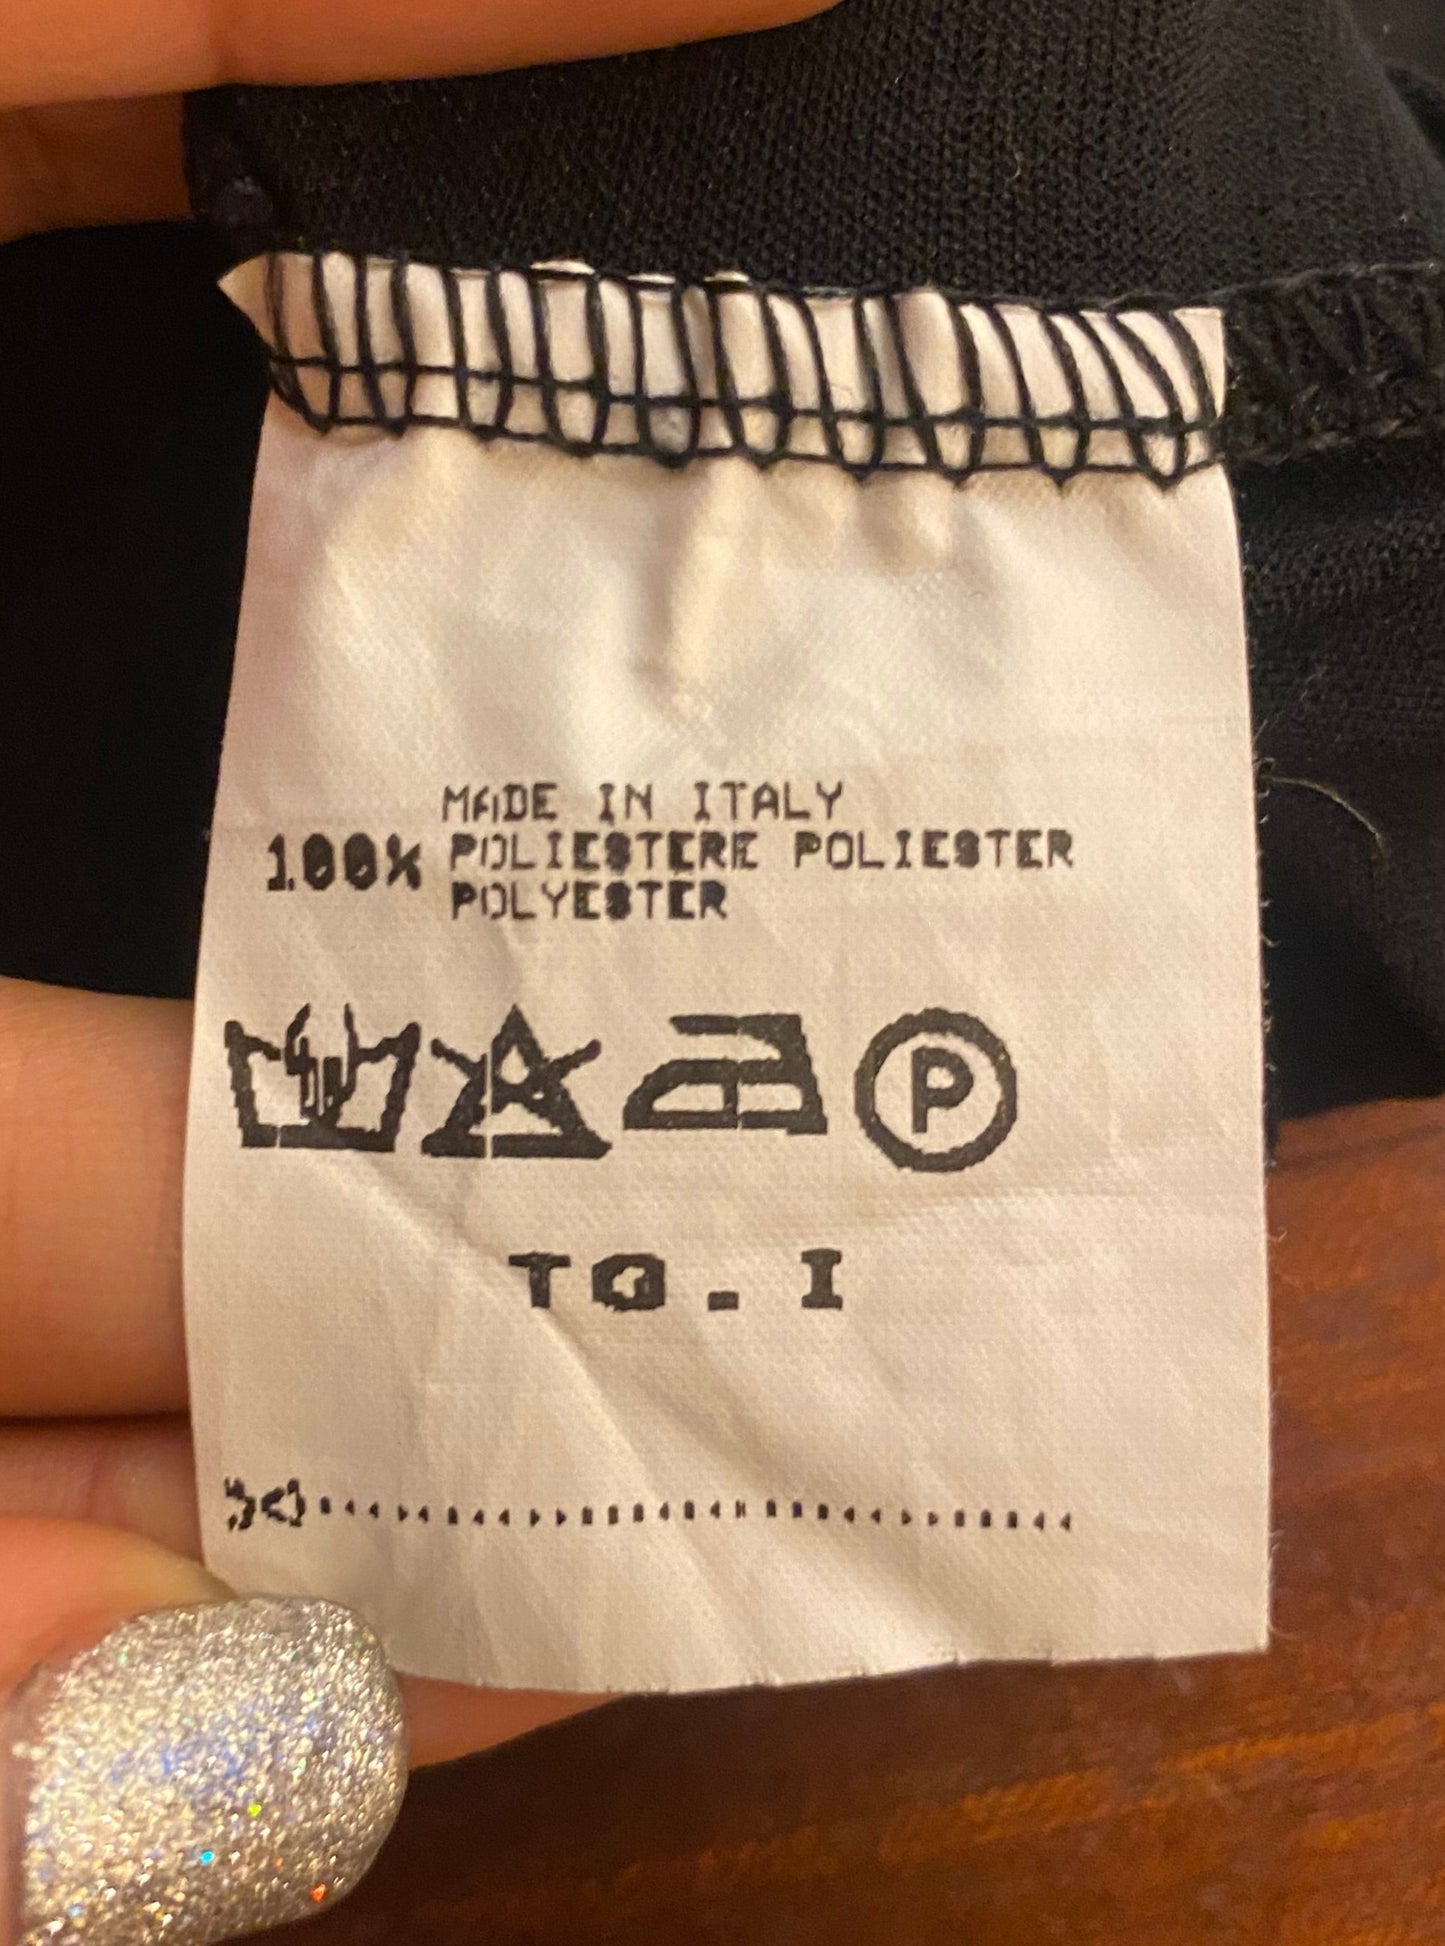 MADE IN ITALY
100% POLIESTERE POLIESTER
POLYESTER
P
TG. I